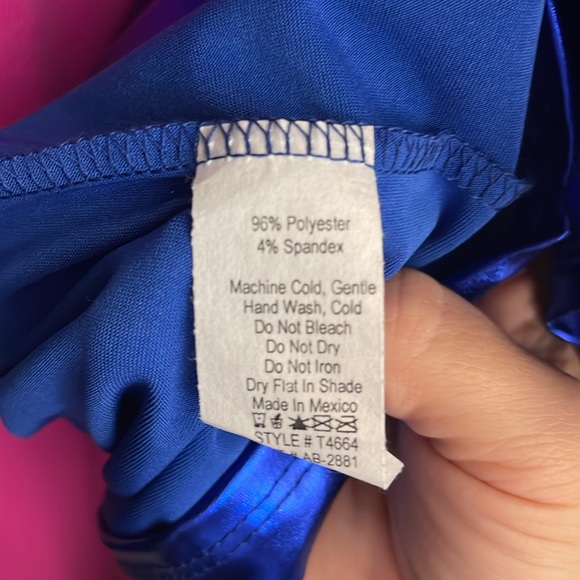 96% Polyester
4% Spandex
Machine Cold, Gentle
Hand Wash, Cold
Do Not Bleach
Do Not Dry
Do Not Iron
Dry Flat In Shade
Made In Mexico
STYLE # T4664
# AB-2881